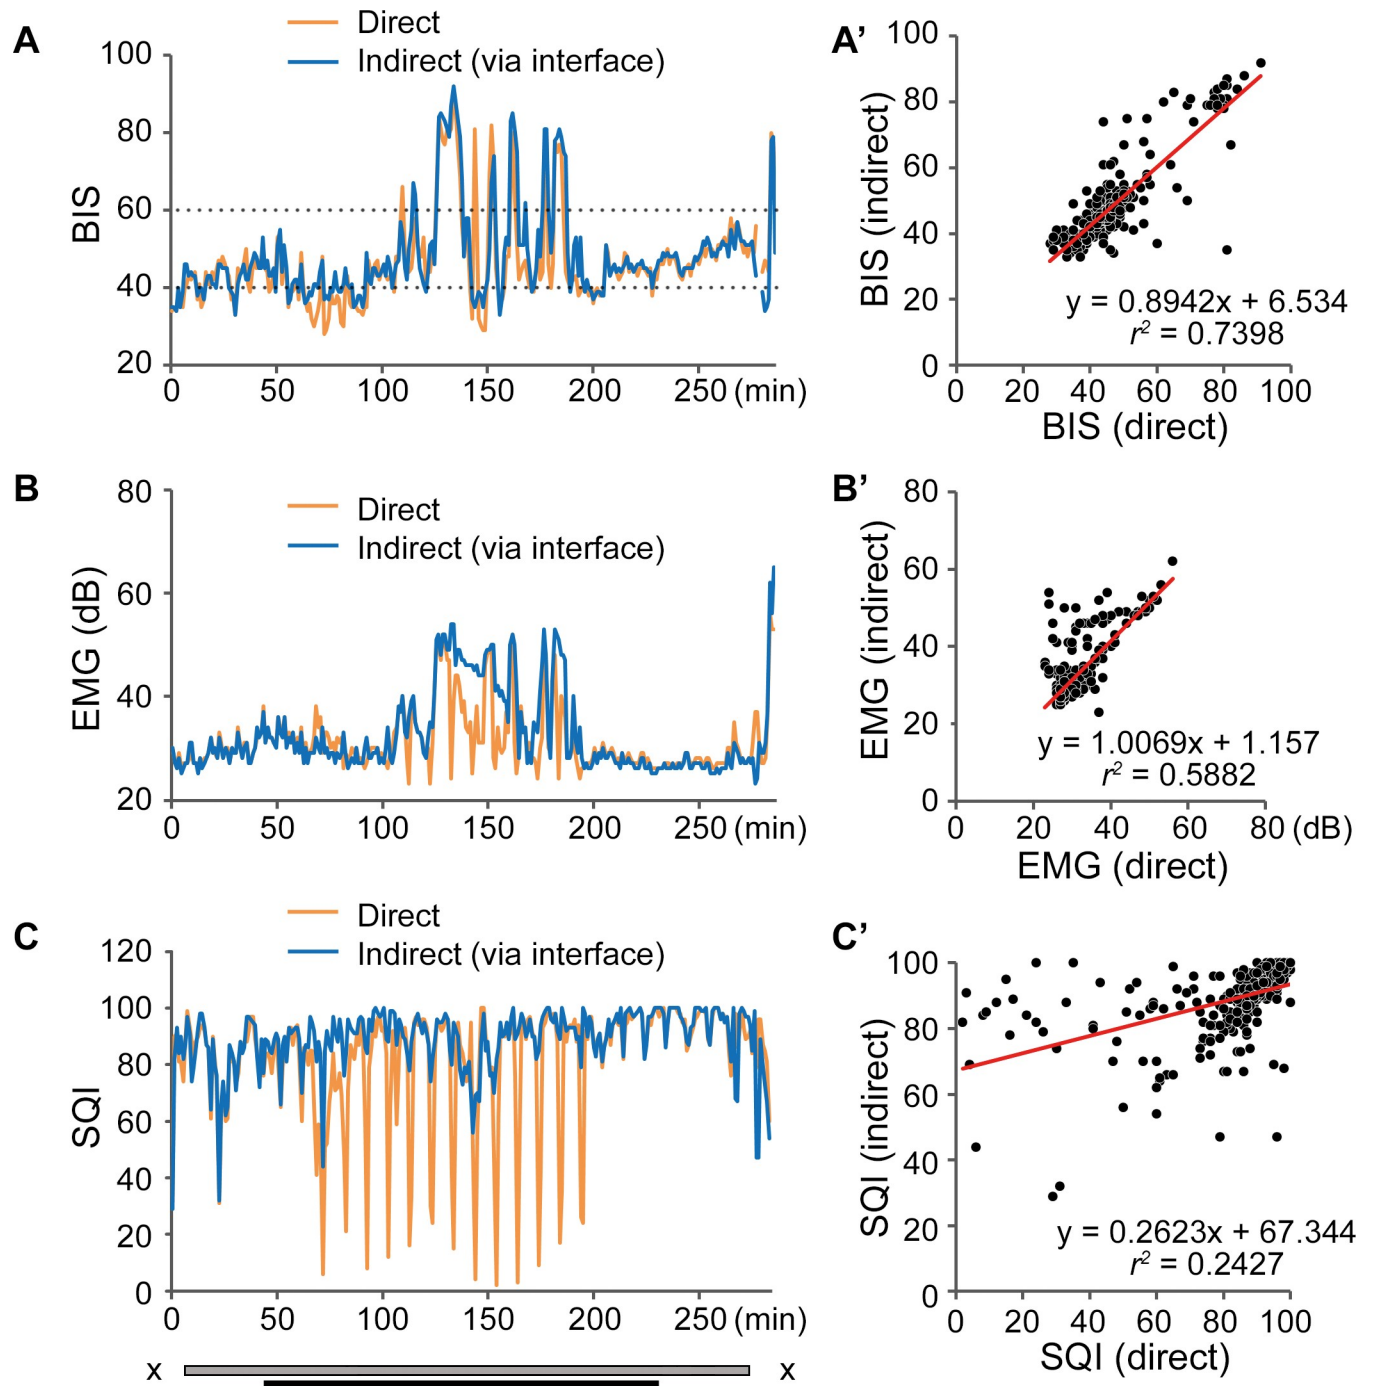 A
Direct
Indirect (via interface)
100
80
60
40
20
BIS
0 50 100 150 200 250 (min)
A’
100
80
60
40
20
0
BIS (indirect)
y = 0.8942x + 6.534
r² = 0.7398
0 20 40 60 80 100
BIS (direct)
B
Direct
Indirect (via interface)
80
60
40
20
EMG (dB)
0 50 100 150 200 250 (min)
B’
80
60
40
20
0
EMG (indirect)
y = 1.0069x + 1.157
r² = 0.5882
0 20 40 60 80 (dB)
EMG (direct)
C
Direct
Indirect (via interface)
120
100
80
60
40
20
0
SQI
0 50 100 150 200 250 (min)
x x
C’
100
80
60
40
20
0
SQI (indirect)
y = 0.2623x + 67.344
r² = 0.2427
0 20 40 60 80 100
SQI (direct)